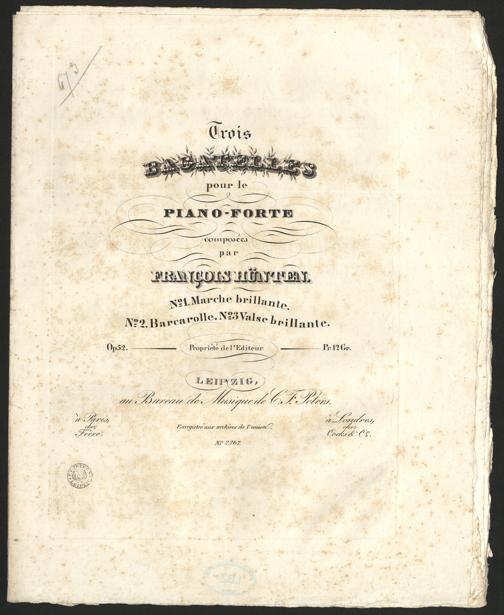 Trois
BAGATELLES
pour le
PIANO-FORTE
composées
par
FRANÇOIS HÜNTEN.
No.1. Marche brillante.
No.2. Barcarolle. No.3 Valse brillante.
Op.52. Propriété de l'Editeur Pr.12 Gr.
LEIPZIG,
au Bureau de Musique de C. F. Peters.
à Paris, à Londres,
chez chez
Frère. Enregistré aux archives de l'union. Cocks & Co.
No. 2367.